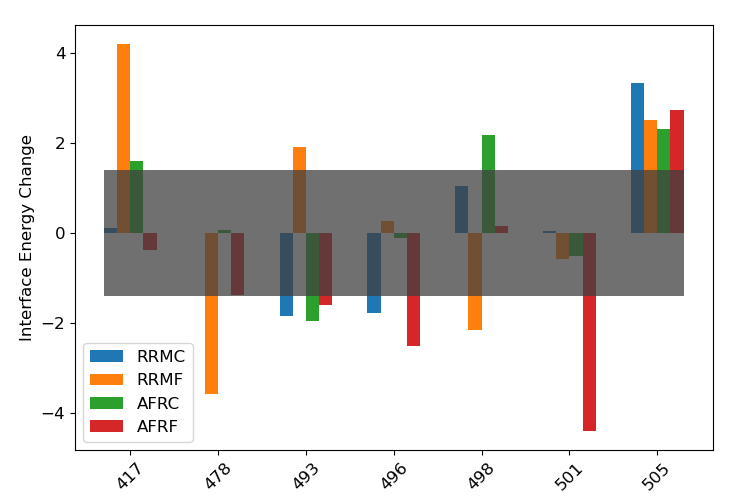 Interface Energy Change
4
2
0
−2
−4
RRMC
RRMF
AFRC
AFRF
417
478
493
496
498
501
505